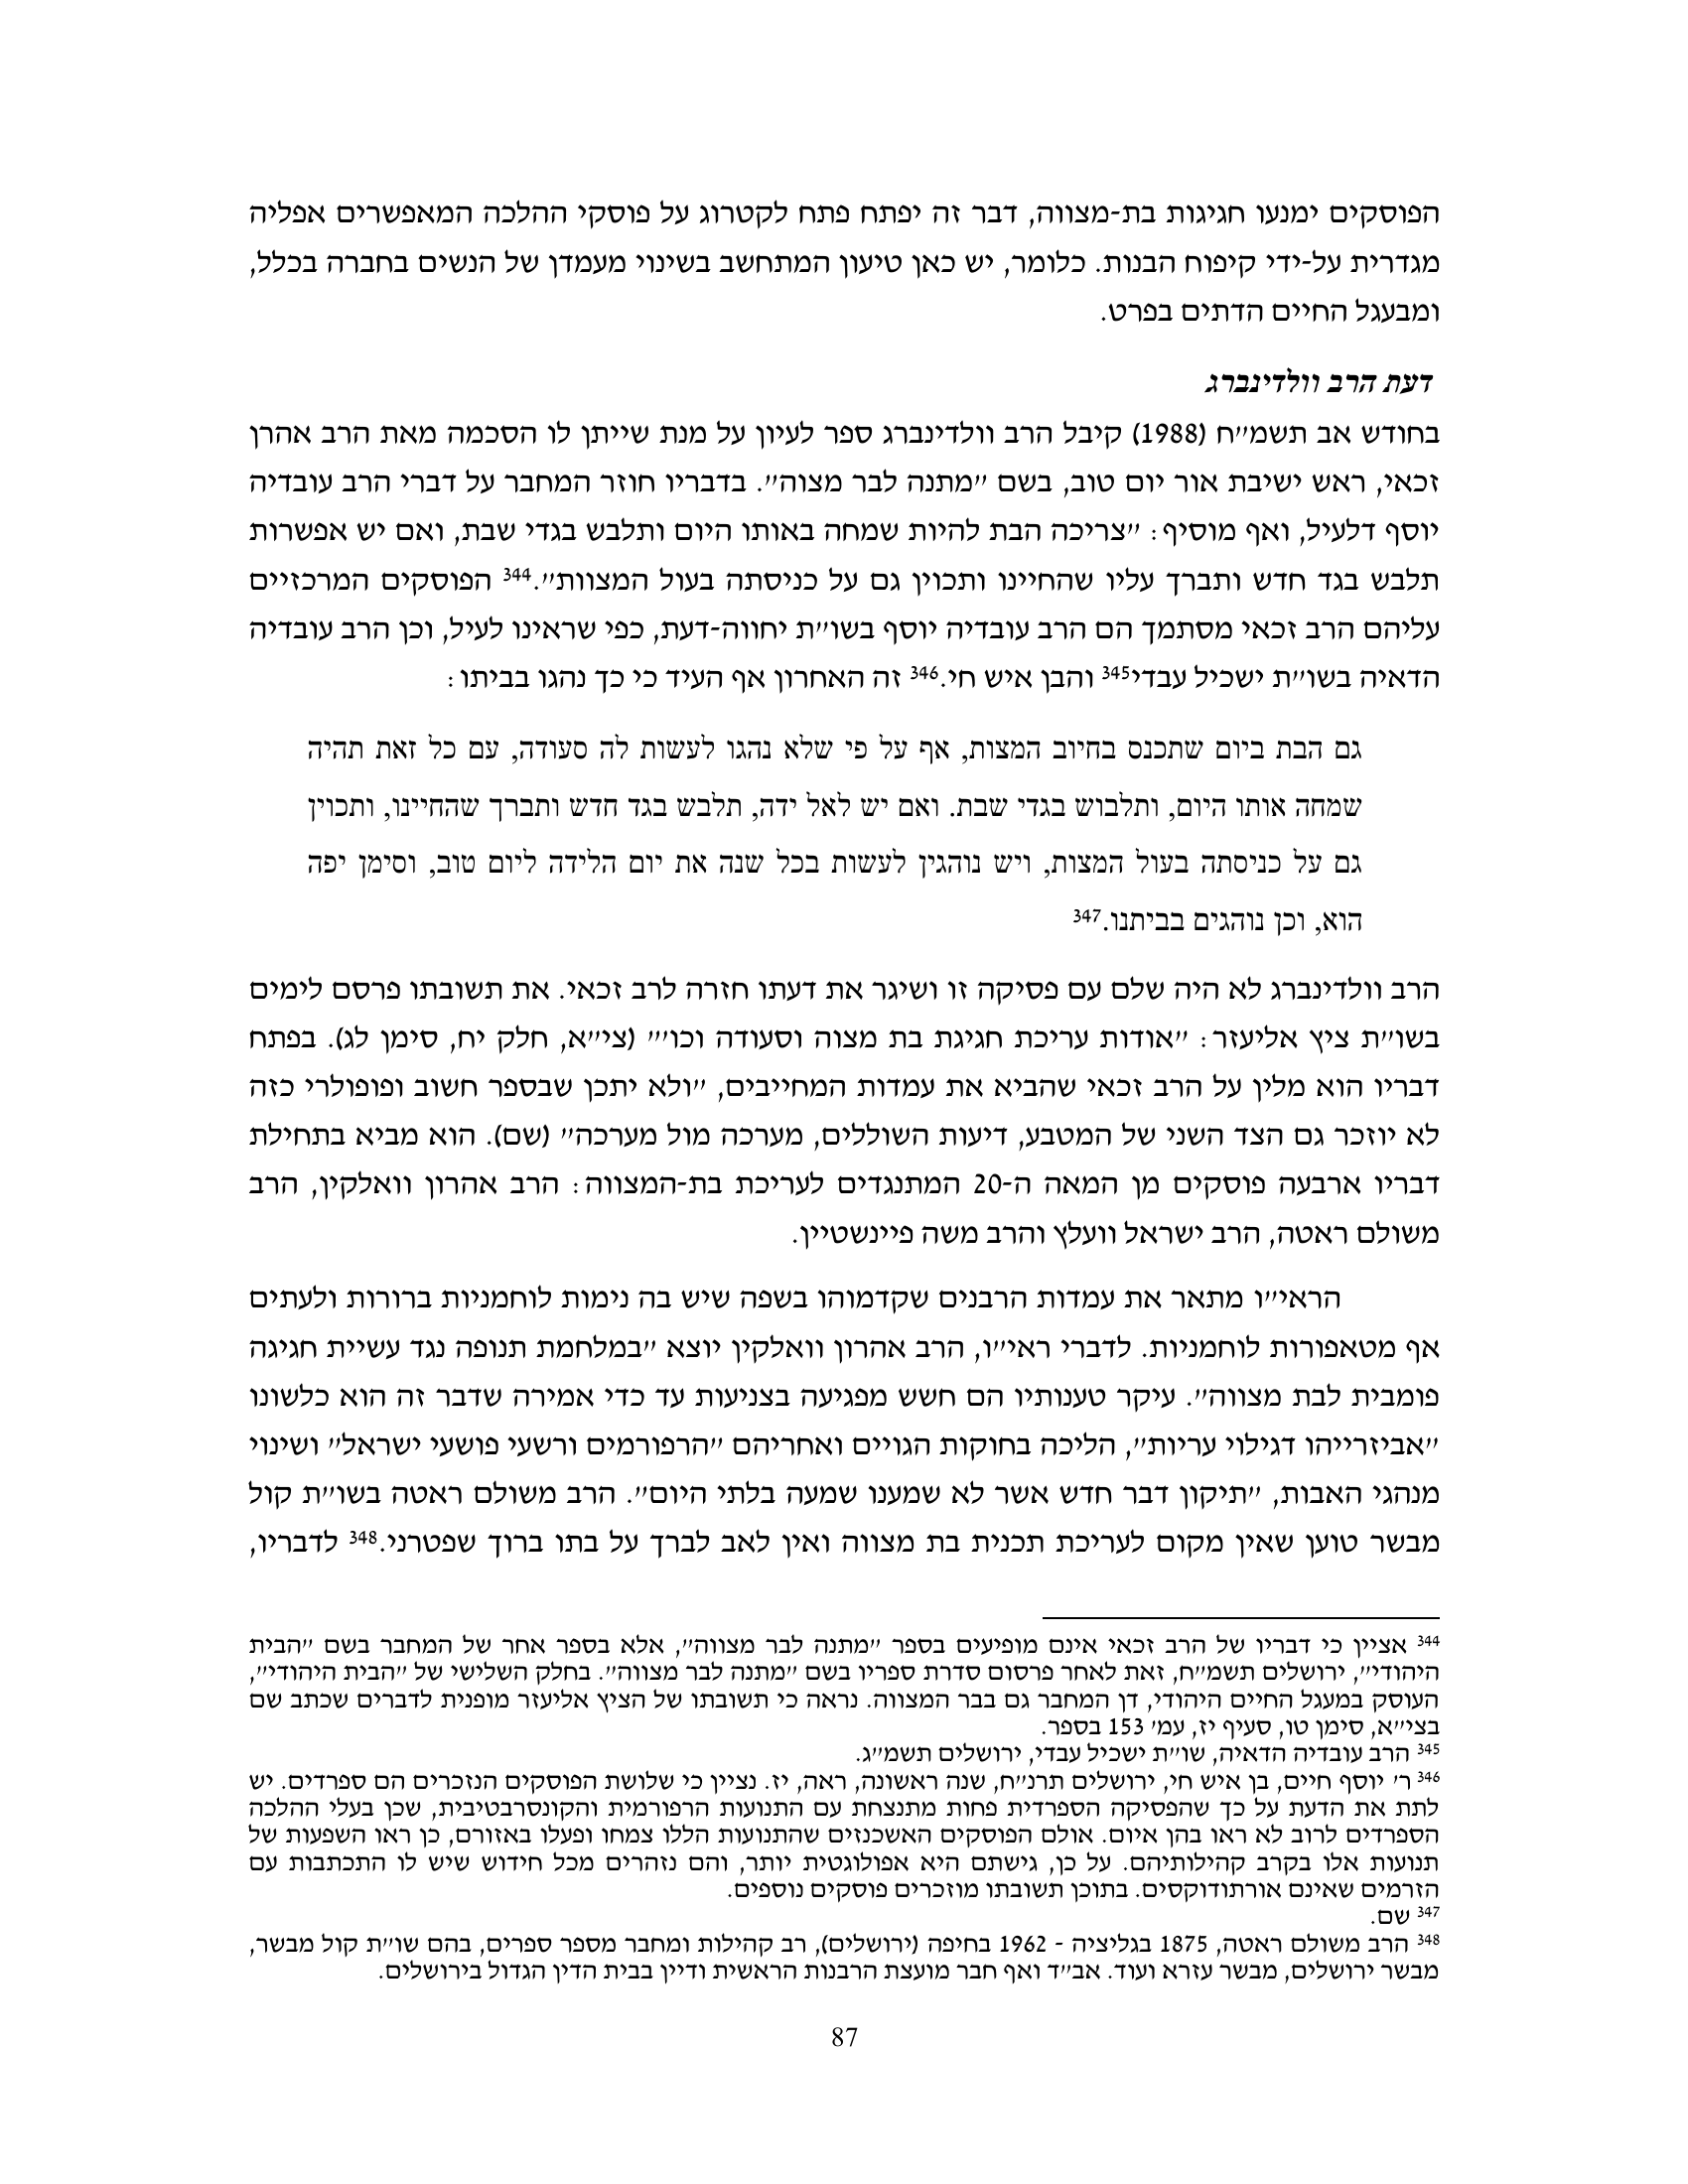 הפוסקים ימנעו חגיגות בת-מצווה, דבר זה יפתח פתח לקטרוג על פוסקי ההלכה המאפשרים אפליה
מגדרית על-ידי קיפוח הבנות. כלומר, יש כאן טיעון המתחשב בשינוי מעמדן של הנשים בחברה בכלל,
ומבעגל החיים הדתים בפרט.
דעת הרב וולדינברג
בחודש אב תשמ״ח (1988) קיבל הרב וולדינברג ספר לעיון על מנת שייתן לו הסכמה מאת הרב אהרן
זכאי, ראש ישיבת אור יום טוב, בשם ״מתנה לבר מצוה״. בדבריו חוזר המחבר על דברי הרב עובדיה
יוסף דלעיל, ואף מוסיף: ״צריכה הבת להיות שמחה באותו היום ותלבש בגדי שבת, ואם יש אפשרות
תלבש בגד חדש ותברך עליו שהחיינו ותכוין גם על כניסתה בעול המצוות״.344 הפוסקים המרכזיים
עליהם הרב זכאי מסתמך הם הרב עובדיה יוסף בשו״ת יחווה-דעת, כפי שראינו לעיל, וכן הרב עובדיה
הדאיה בשו״ת ישכיל עבדי345 והבן איש חי.346 זה האחרון אף העיד כי כך נהגו בביתו:
גם הבת ביום שתכנס בחיוב המצות, אף על פי שלא נהגו לעשות לה סעודה, עם כל זאת תהיה
שמחה אותו היום, ותלבוש בגדי שבת. ואם יש לאל ידה, תלבש בגד חדש ותברך שהחיינו, ותכוין
גם על כניסתה בעול המצות, ויש נוהגין לעשות בכל שנה את יום הלידה ליום טוב, וסימן יפה
הוא, וכן נוהגים בביתנו.347
הרב וולדינברג לא היה שלם עם פסיקה זו ושיגר את דעתו חזרה לרב זכאי. את תשובתו פרסם לימים
בשו״ת ציץ אליעזר: ״אודות עריכת חגיגת בת מצוה וסעודה וכו׳״ (צי״א, חלק יח, סימן לג). בפתח
דבריו הוא מלין על הרב זכאי שהביא את עמדות המחייבים, ״ולא יתכן שבספר חשוב ופופולרי כזה
לא יוזכר גם הצד השני של המטבע, דיעות השוללים, מערכה מול מערכה״ (שם). הוא מביא בתחילת
דבריו ארבעה פוסקים מן המאה ה-20 המתנגדים לעריכת בת-המצווה: הרב אהרון וואלקין, הרב
משולם ראטה, הרב ישראל וועלץ והרב משה פיינשטיין.
הראי״ו מתאר את עמדות הרבנים שקדמוהו בשפה שיש בה נימות לוחמניות ברורות ולעתים
אף מטאפורות לוחמניות. לדברי ראי״ו, הרב אהרון וואלקין יוצא ״במלחמת תנופה נגד עשיית חגיגה
פומבית לבת מצווה״. עיקר טענותיו הם חשש מפגיעה בצניעות עד כדי אמירה שדבר זה הוא כלשונו
״אביזרייהו דגילוי עריות״, הליכה בחוקות הגויים ואחריהם ״הרפורמים ורשעי פושעי ישראל״ ושינוי
מנהגי האבות, ״תיקון דבר חדש אשר לא שמענו שמעה בלתי היום״. הרב משולם ראטה בשו״ת קול
מבשר טוען שאין מקום לעריכת תכנית בת מצווה ואין לאב לברך על בתו ברוך שפטרני.348 לדבריו,
344 אציין כי דבריו של הרב זכאי אינם מופיעים בספר ״מתנה לבר מצווה״, אלא בספר אחר של המחבר בשם ״הבית
היהודי״, ירושלים תשמ״ח, זאת לאחר פרסום סדרת ספריו בשם ״מתנה לבר מצווה״. בחלק השלישי של ״הבית היהודי״,
העוסק במעגל החיים היהודי, דן המחבר גם בבר המצווה. נראה כי תשובתו של הציץ אליעזר מופנית לדברים שכתב שם
בצי״א, סימן טו, סעיף יז, עמ׳ 153 בספר.
345 הרב עובדיה הדאיה, שו״ת ישכיל עבדי, ירושלים תשמ״ג.
346 ר׳ יוסף חיים, בן איש חי, ירושלים תרנ״ח, שנה ראשונה, ראה, יז. נציין כי שלושת הפוסקים הנזכרים הם ספרדים. יש
לתת את הדעת על כך שהפסיקה הספרדית פחות מתנצחת עם התנועות הרפורמית והקונסרבטיבית, שכן בעלי ההלכה
הספרדים לרוב לא ראו בהן איום. אולם הפוסקים האשכנזים שהתנועות הללו צמחו ופעלו באזורם, כן ראו השפעות של
תנועות אלו בקרב קהילותיהם. על כן, גישתם היא אפולוגטית יותר, והם נזהרים מכל חידוש שיש לו התכתבות עם
הזרמים שאינם אורתודוקסים. בתוכן תשובתו מוזכרים פוסקים נוספים.
347 שם.
348 הרב משולם ראטה, 1875 בגליציה - 1962 בחיפה (ירושלים), רב קהילות ומחבר מספר ספרים, בהם שו״ת קול מבשר,
מבשר ירושלים, מבשר עזרא ועוד. אב״ד ואף חבר מועצת הרבנות הראשית ודיין בבית הדין הגדול בירושלים.
87